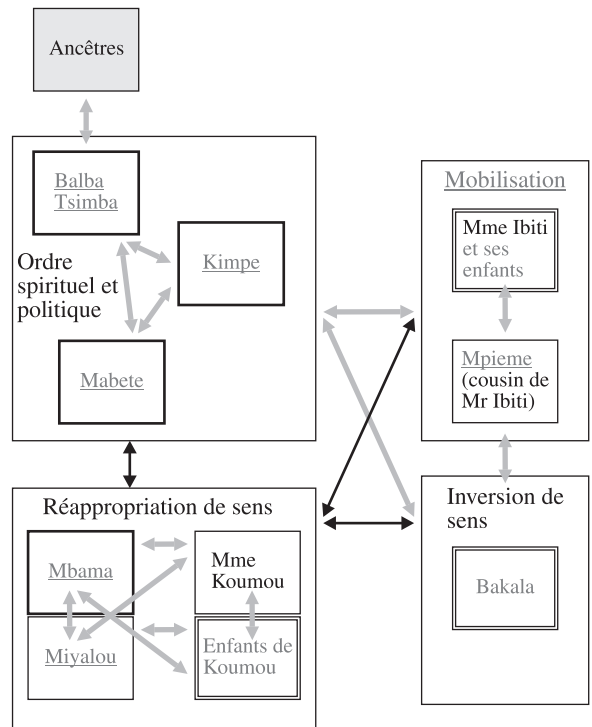 Ancêtres
Balba
Tsimba
Kimpe
Ordre
spirituel et
politique
Mabete
Mobilisation
Mme Ibiti
et ses
enfants
Mpieme
(cousin de
Mr Ibiti)
Réappropriation de sens
Mbama
Mme
Koumou
Miyalou
Enfants de
Koumou
Inversion de
sens
Bakala